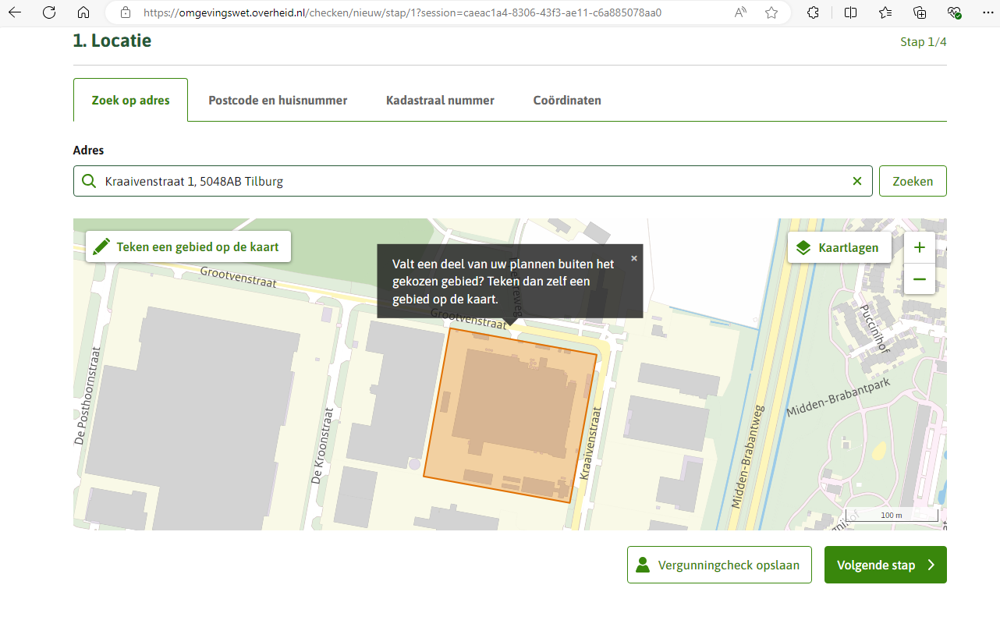 https://omgevingswet.overheid.nl/checken/nieuw/stap/1?session=caeac1a4-8306-43f3-ae11-c6a885078aa0
1. Locatie
Stap 1/4
Zoek op adres
Postcode en huisnummer
Kadastraal nummer
Coördinaten
Adres
Kraaivenstraat 1, 5048AB Tilburg
Zoeken
Teken een gebied op de kaart
Valt een deel van uw plannen buiten het
gekozen gebied? Teken dan zelf een
gebied op de kaart.
×
Kaartlagen
+
−
Grootvenstraat
Grootvenstraat
Puccinihof
De Posthoornstraat
De Kroonstraat
Kraaivenstraat
Midden-Brabantweg
Midden-Brabantpark
100 m
Vergunningcheck opslaan
Volgende stap